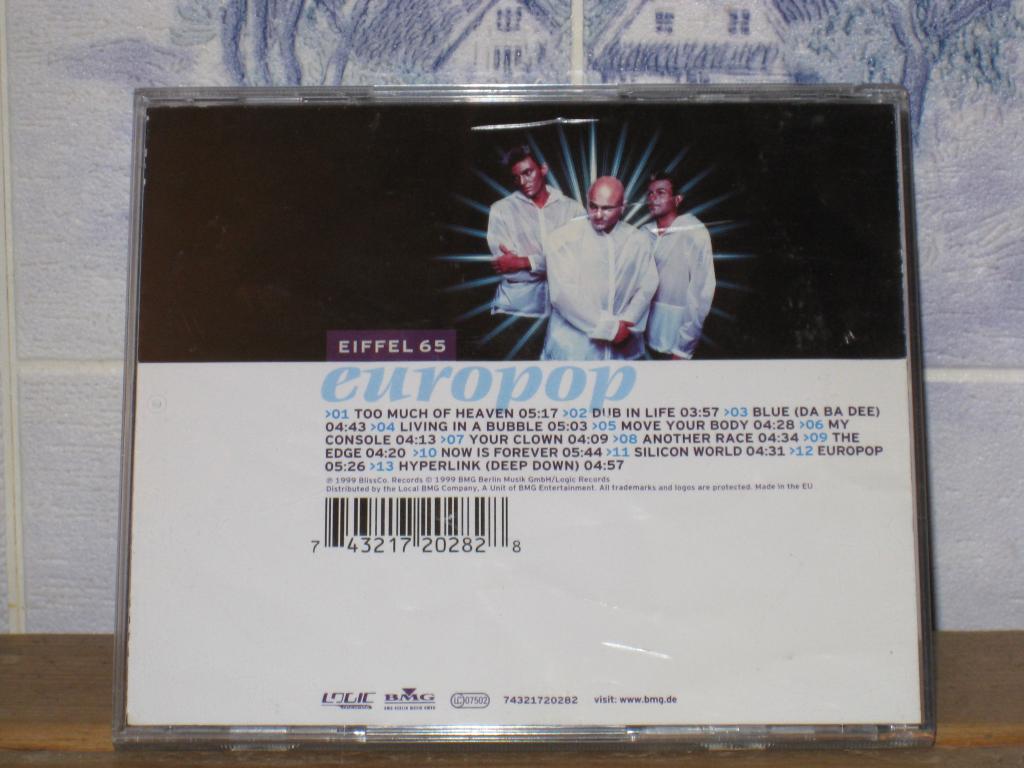 EIFFEL 65
europop
>01 TOO MUCH OF HEAVEN 05:17 >02 DUB IN LIFE 03:57 >03 BLUE (DA BA DEE)
04:43 >04 LIVING IN A BUBBLE 05:03 >05 MOVE YOUR BODY 04:28 >06 MY
CONSOLE 04:13 >07 YOUR CLOWN 04:09 >08 ANOTHER RACE 04:34 >09 THE
EDGE 04:20 >10 NOW IS FOREVER 05:44 >11 SILICON WORLD 04:31 >12 EUROPOP
05:26 >13 HYPERLINK (DEEP DOWN) 04:57
℗ 1999 BlissCo. Records © 1999 BMG Berlin Musik GmbH/Logic Records
Distributed by the Local BMG Company, A Unit of BMG Entertainment. All trademarks and logos are protected. Made in the EU
7 43217 20282 8
LOGIC BMG LC 07502 74321720282 visit: www.bmg.de
BMG BERLIN MUSIK GMBH